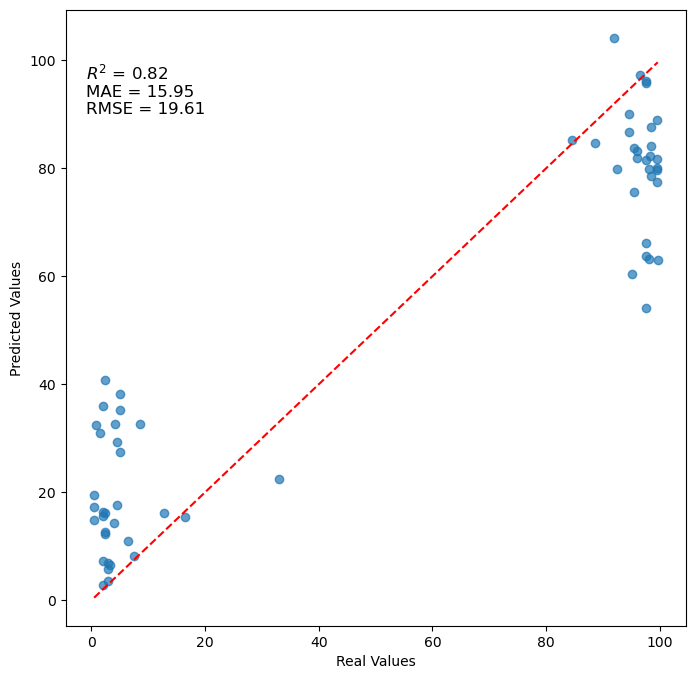 R² = 0.82
MAE = 15.95
RMSE = 19.61
100
80
60
40
20
0
Predicted Values
0 20 40 60 80 100
Real Values